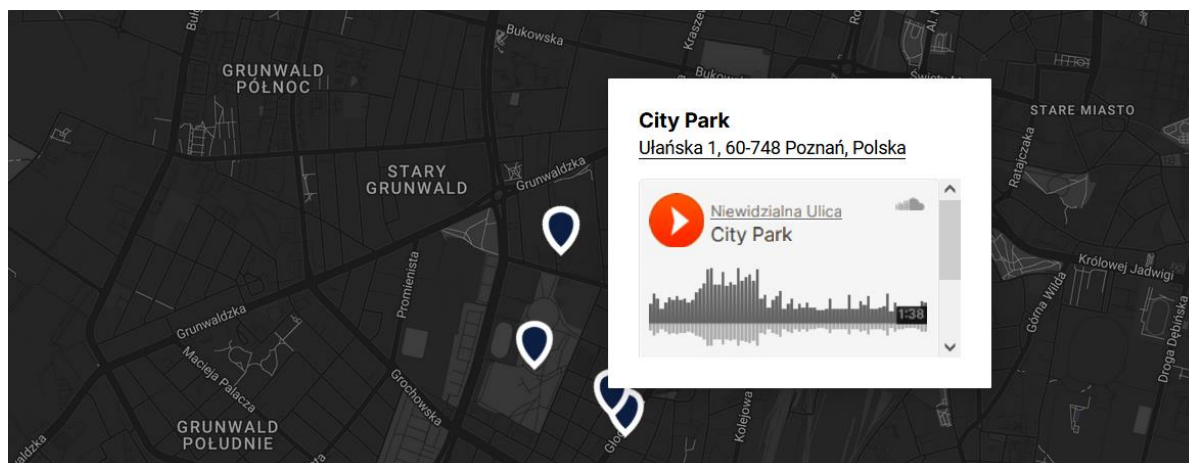 Bukowska
GRUNWALD
PÓŁNOC
Bukowska
STARY
GRUNWALD
Grunwaldzka
Promienista
Grunwaldzka
Macieja Palacza
Grochowska
GRUNWALD
POŁUDNIE
City Park
Ułańska 1, 60-748 Poznań, Polska
Niewidzialna Ulica
City Park
1:38
Kolejowa
STARE MIASTO
Ratajczaka
Królowej Jadwigi
Górna Wilda
Droga Dębińska